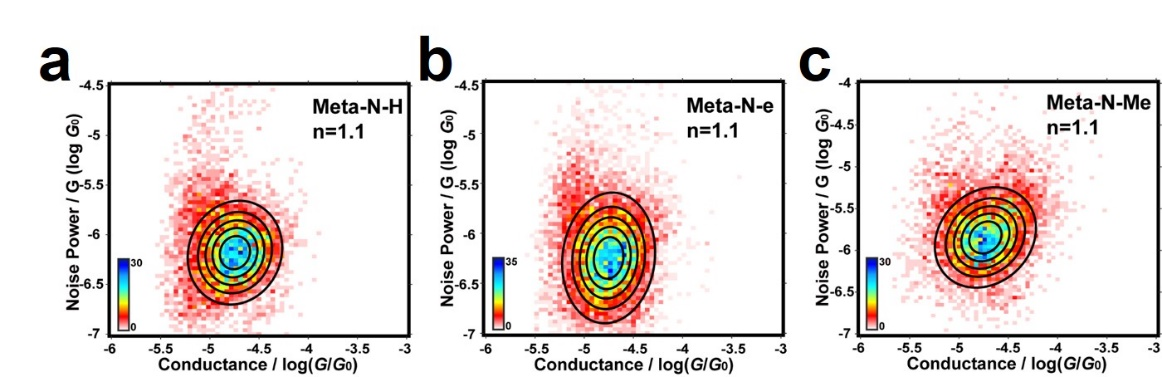 a
b
c
Noise Power / G (log G₀)
-4.5
-5
-5.5
-6
-6.5
-7
Meta-N-H
n=1.1
30
0
-6 -5.5 -5 -4.5 -4 -3.5 -3
Conductance / log(G/G₀)
Noise Power / G (log G₀)
-4.5
-5
-5.5
-6
-6.5
-7
Meta-N-e
n=1.1
35
0
-6 -5.5 -5 -4.5 -4 -3.5 -3
Conductance / log(G/G₀)
Noise Power / G (log G₀)
-4
-4.5
-5
-5.5
-6
-6.5
-7
Meta-N-Me
n=1.1
30
0
-6 -5.5 -5 -4.5 -4 -3.5 -3
Conductance / log(G/G₀)